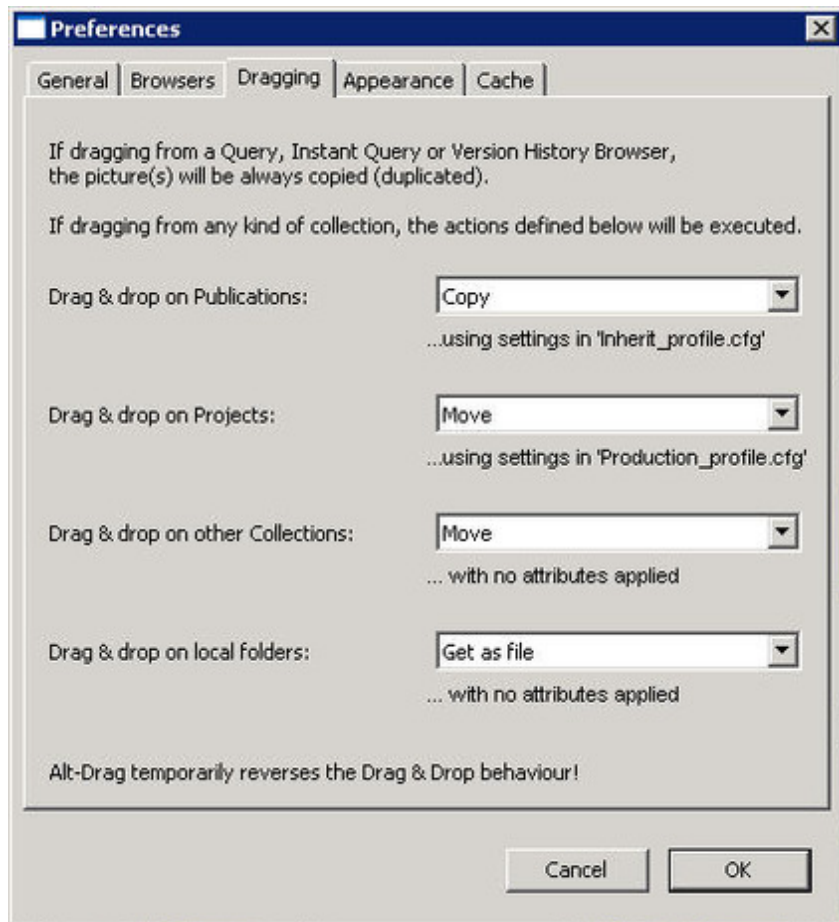 Preferences
General Browsers Dragging Appearance Cache
If dragging from a Query, Instant Query or Version History Browser,
the picture(s) will be always copied (duplicated).
If dragging from any kind of collection, the actions defined below will be executed.
Drag & drop on Publications: Copy
...using settings in 'Inherit_profile.cfg'
Drag & drop on Projects: Move
...using settings in 'Production_profile.cfg'
Drag & drop on other Collections: Move
... with no attributes applied
Drag & drop on local folders: Get as file
... with no attributes applied
Alt-Drag temporarily reverses the Drag & Drop behaviour!
Cancel OK